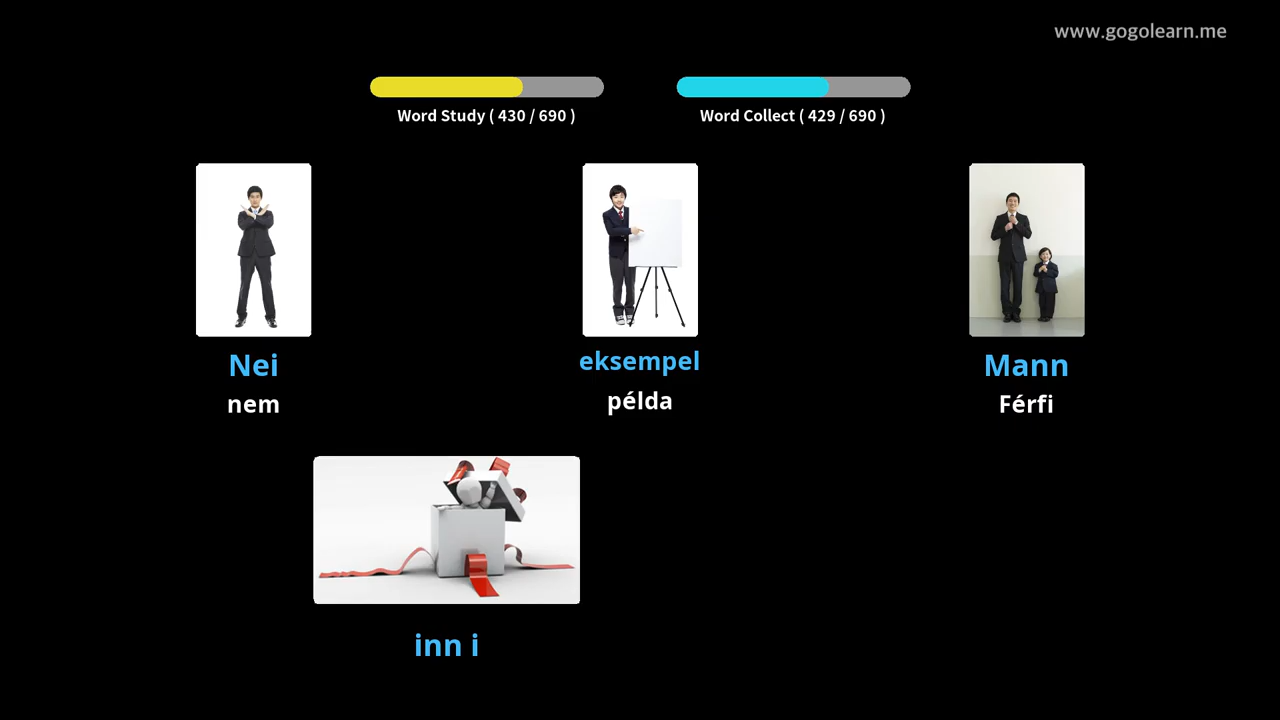 www.gogolearn.me
Word Study ( 430 / 690 )
Word Collect ( 429 / 690 )
Nei
nem
eksempel
példa
Mann
Férfi
inn i